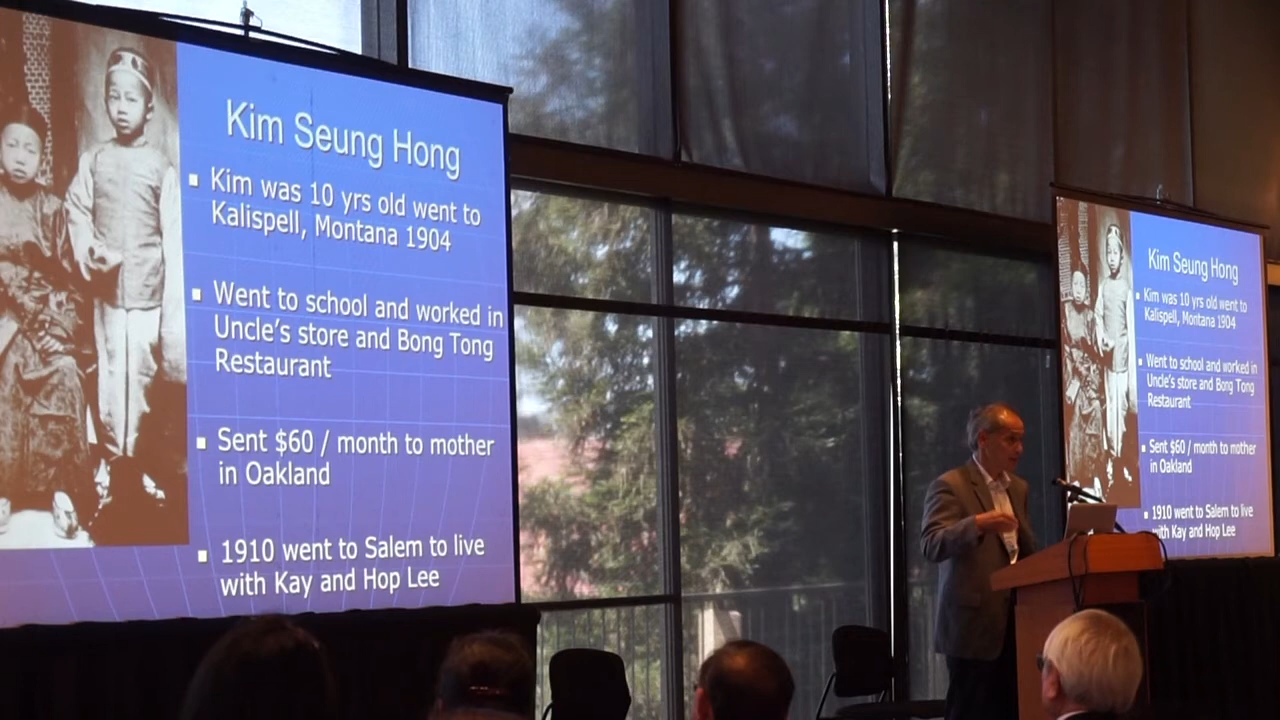 Kim Seung Hong
▪ Kim was 10 yrs old went to
Kalispell, Montana 1904
▪ Went to school and worked in
Uncle's store and Bong Tong
Restaurant
▪ Sent $60 / month to mother
in Oakland
▪ 1910 went to Salem to live
with Kay and Hop Lee
Kim Seung Hong
▪ Kim was 10 yrs old went to
Kalispell, Montana 1904
▪ Went to school and worked in
Uncle's store and Bong Tong
Restaurant
▪ Sent $60 / month to mother
in Oakland
▪ 1910 went to Salem to live
with Kay and Hop Lee